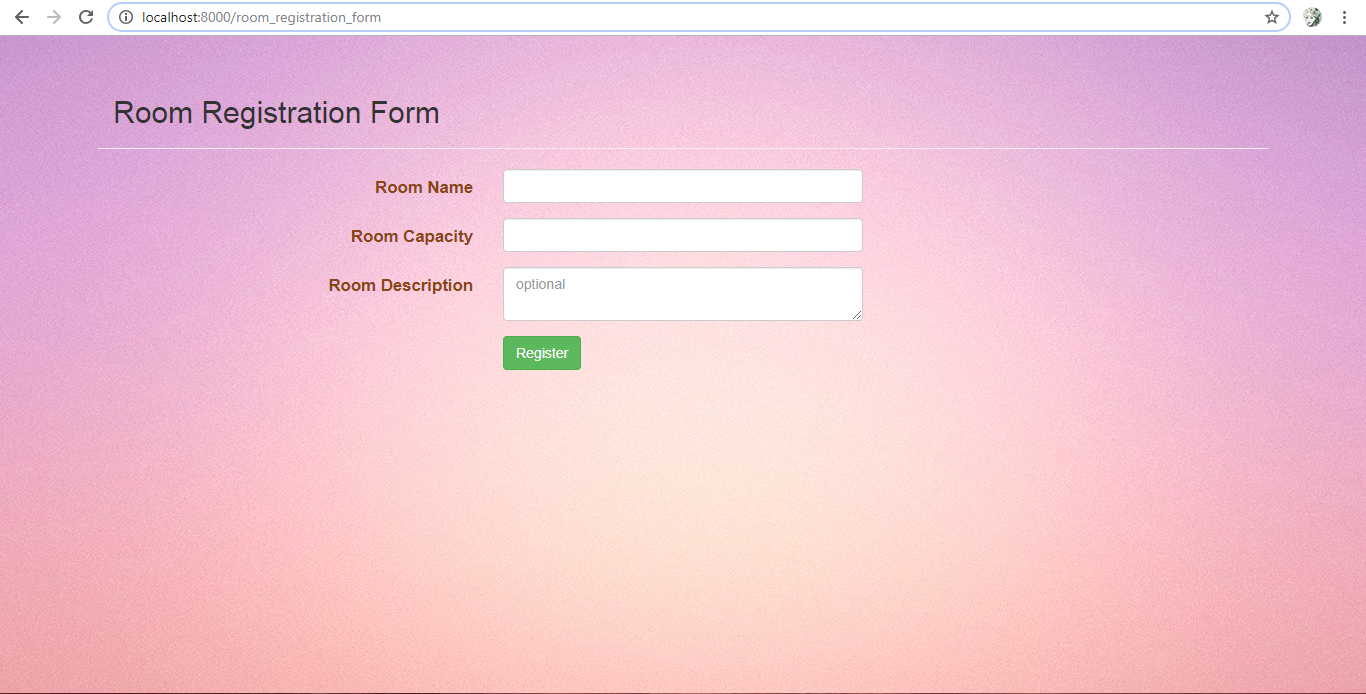 localhost:8000/room_registration_form
Room Registration Form
Room Name
Room Capacity
Room Description
optional
Register